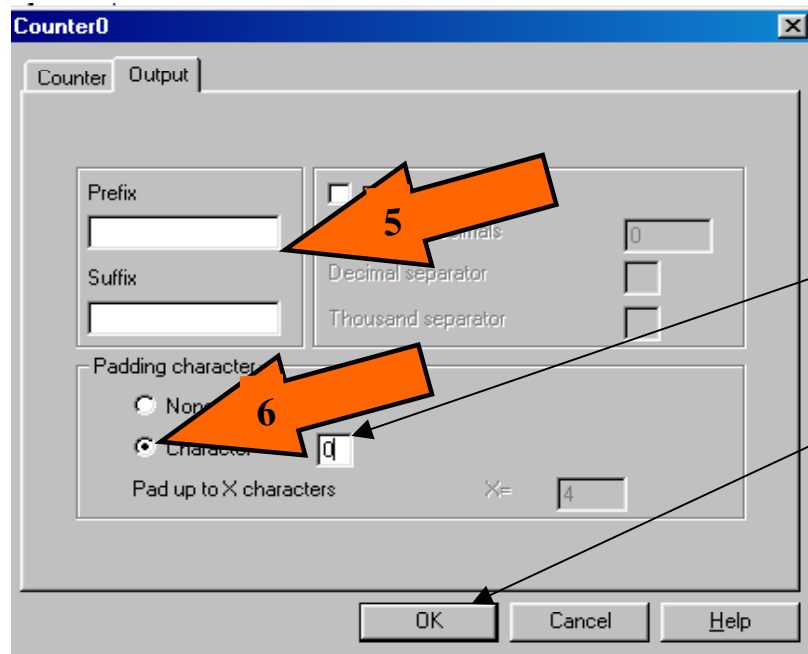 Counter0
Counter Output
Prefix
5
Decimal separator
0
Suffix
Thousand separator
Padding character
6
Character
0
Pad up to X characters X= 4
OK Cancel Help